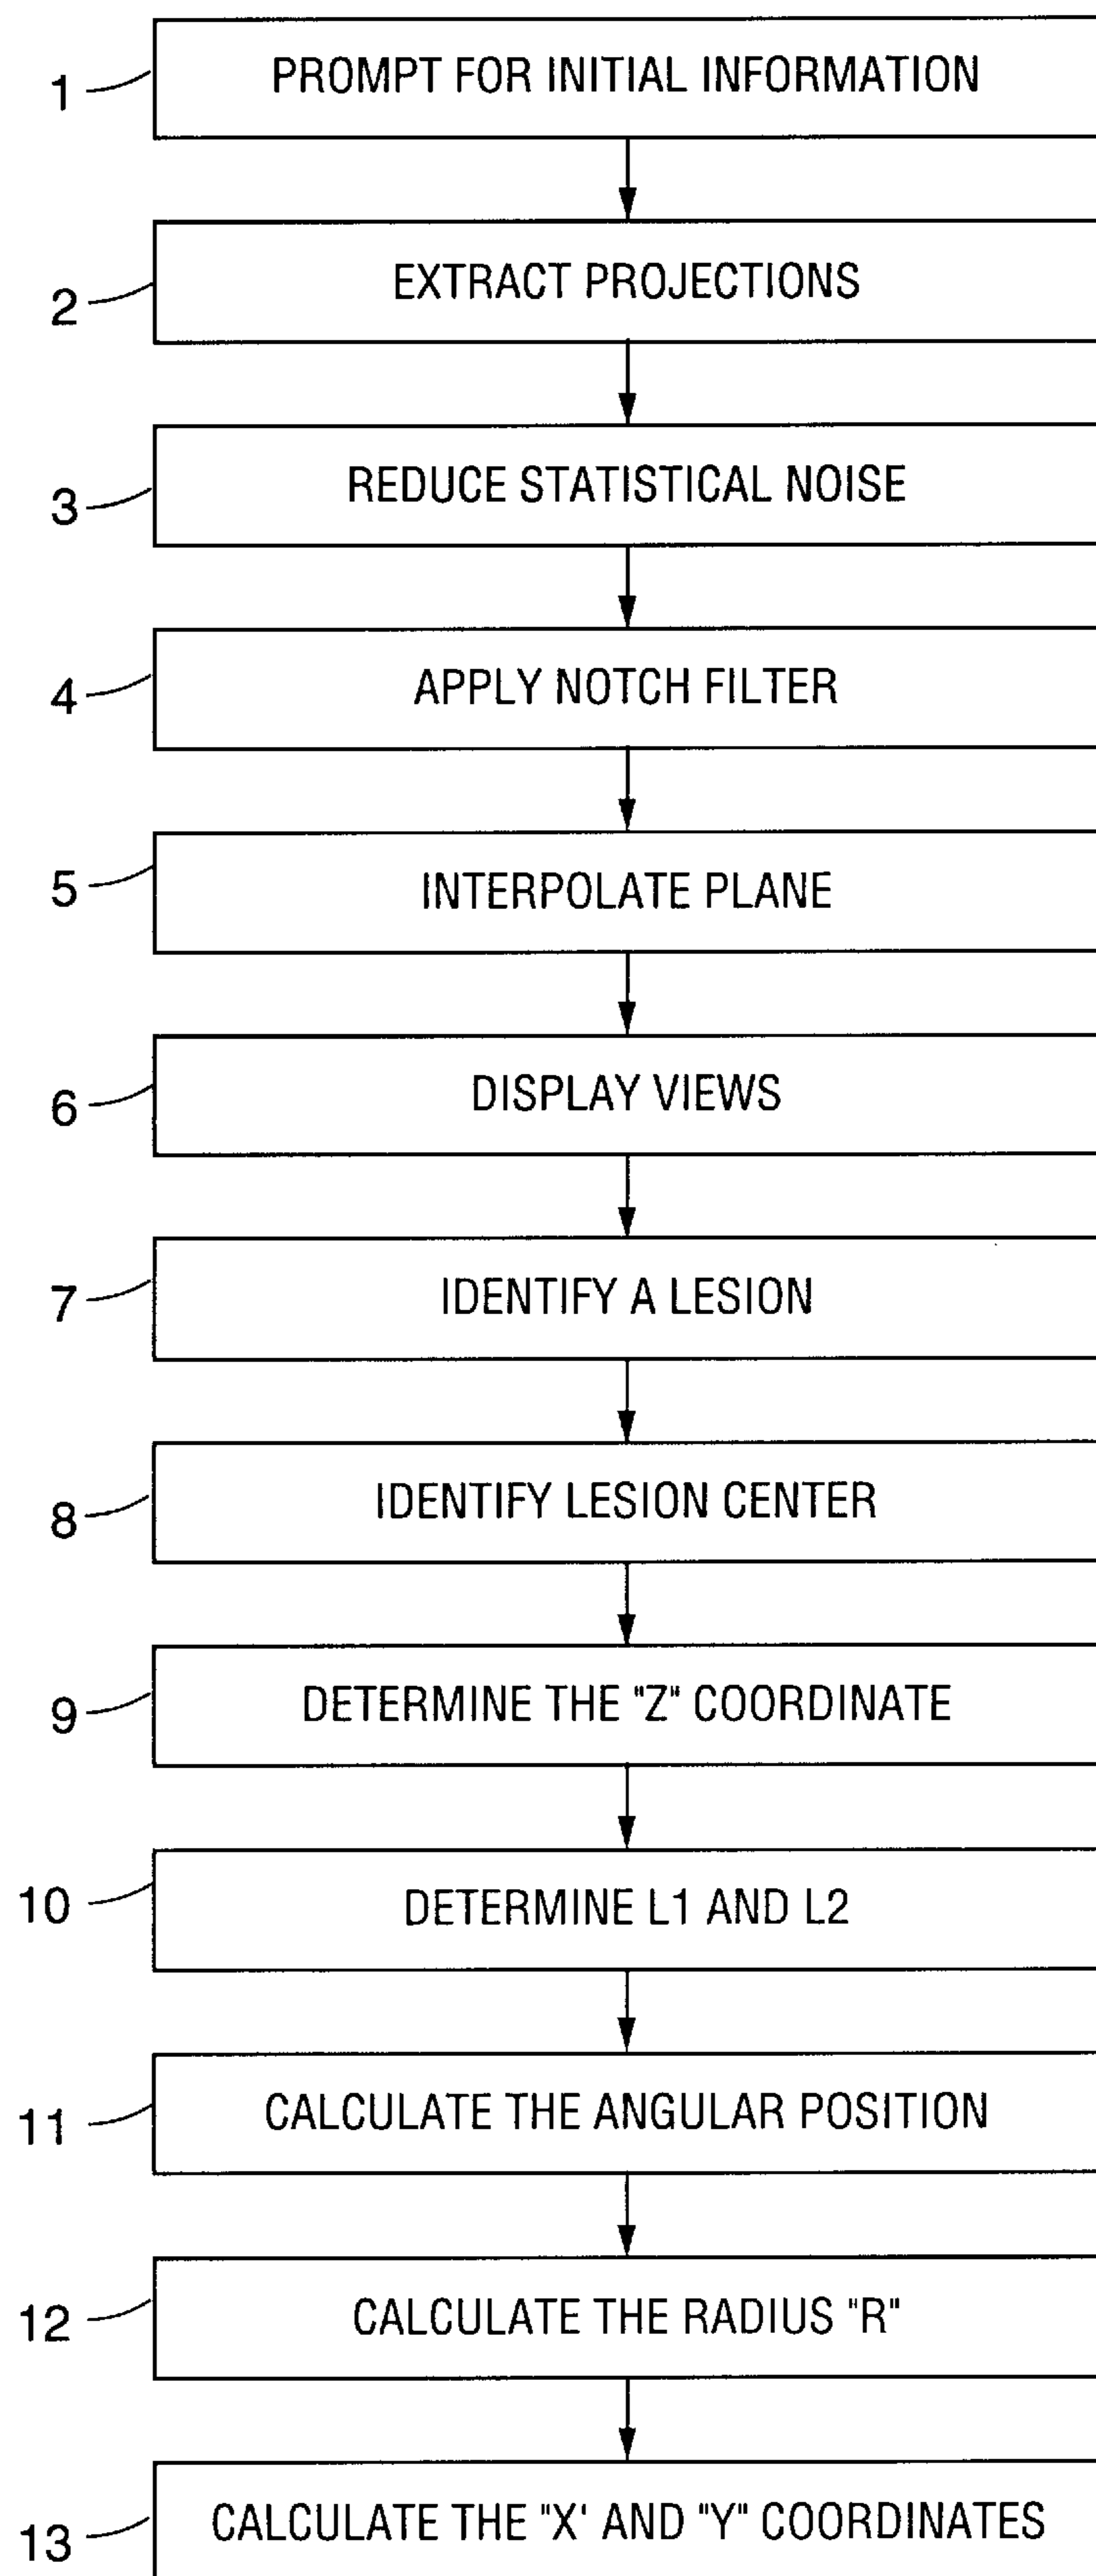 1 PROMPT FOR INITIAL INFORMATION
2 EXTRACT PROJECTIONS
3 REDUCE STATISTICAL NOISE
4 APPLY NOTCH FILTER
5 INTERPOLATE PLANE
6 DISPLAY VIEWS
7 IDENTIFY A LESION
8 IDENTIFY LESION CENTER
9 DETERMINE THE "Z" COORDINATE
10 DETERMINE L1 AND L2
11 CALCULATE THE ANGULAR POSITION
12 CALCULATE THE RADIUS "R"
13 CALCULATE THE "X' AND "Y" COORDINATES